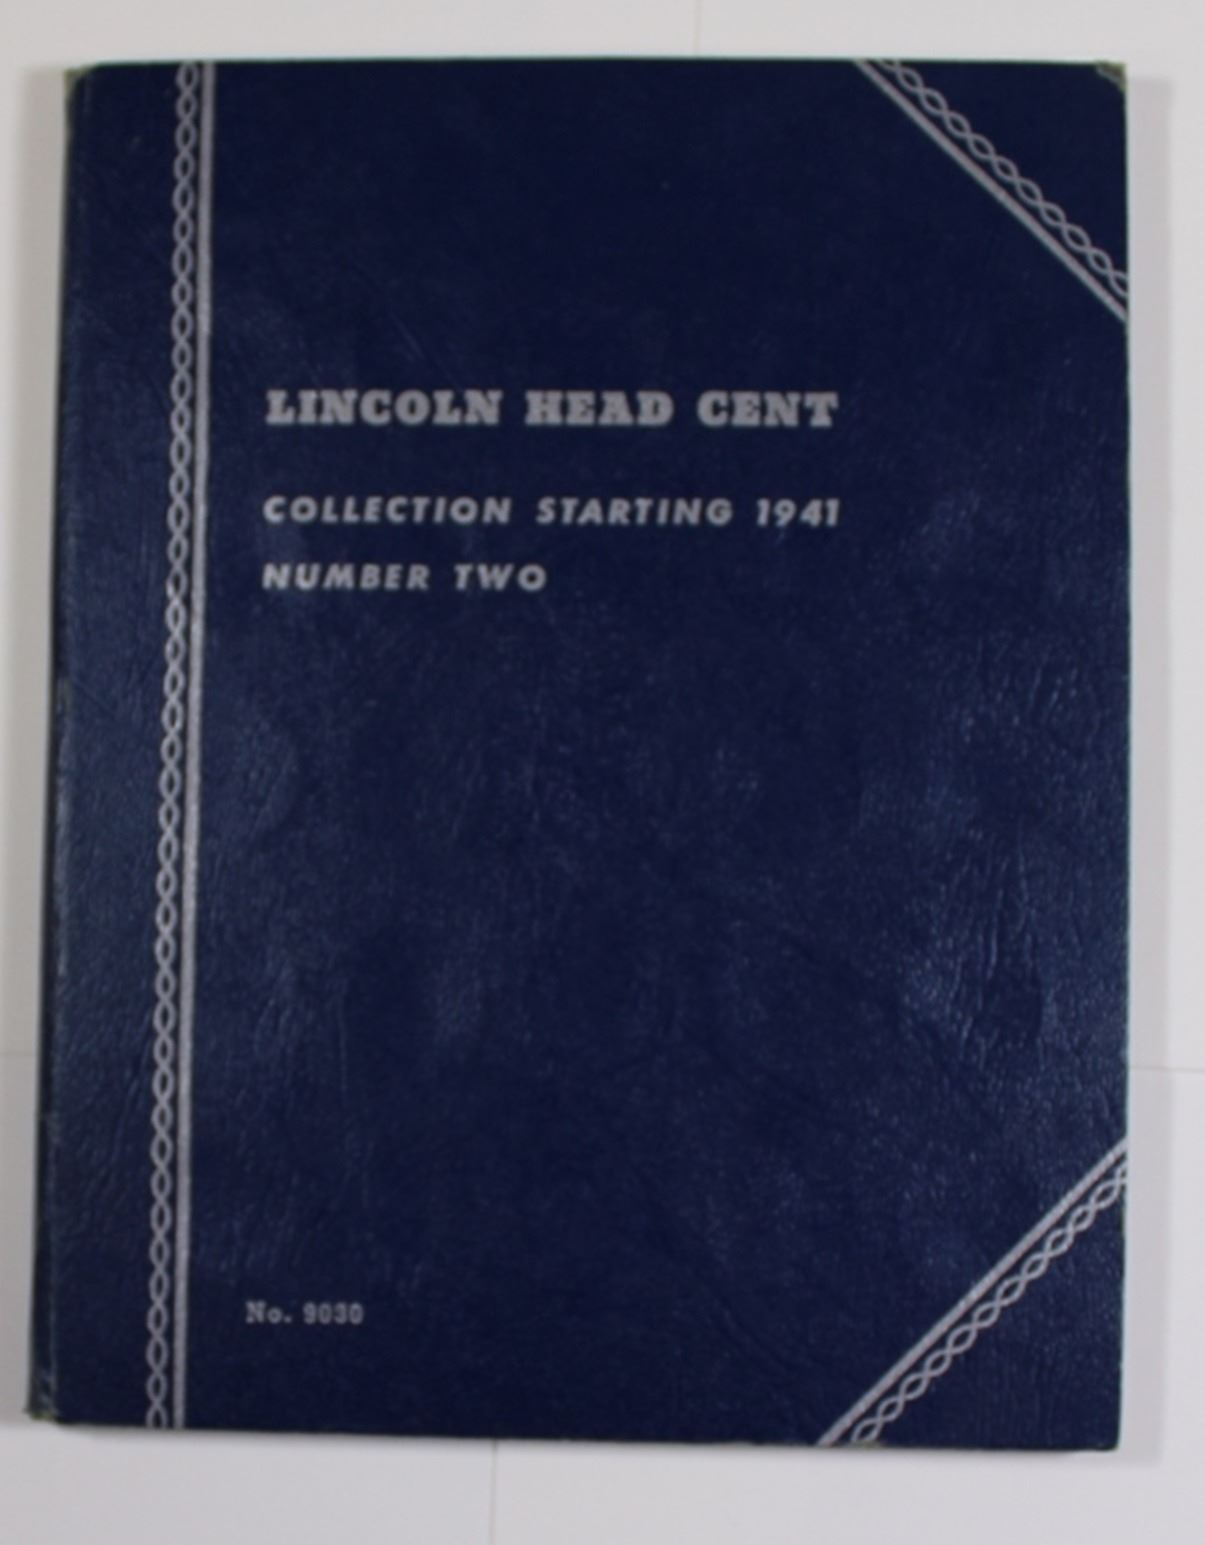 LINCOLN HEAD CENT
COLLECTION STARTING 1941
NUMBER TWO
No. 9030